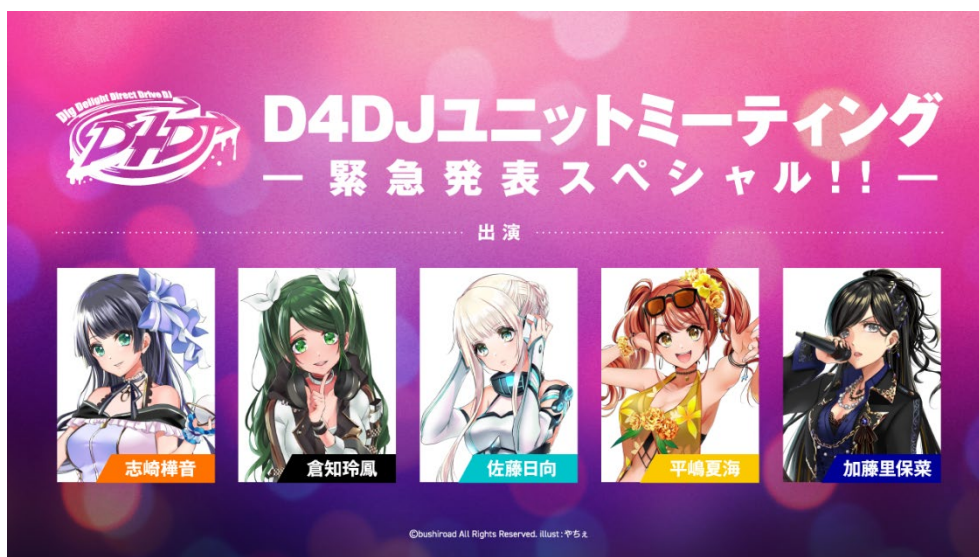 Dig Delight Direct Drive DJ
D4DJ
D4DJユニットミーティング
― 緊急発表スペシャル!! ―
出演
志崎樺音
倉知玲鳳
佐藤日向
平嶋夏海
加藤里保菜
©bushiroad All Rights Reserved. illust:やちぇ